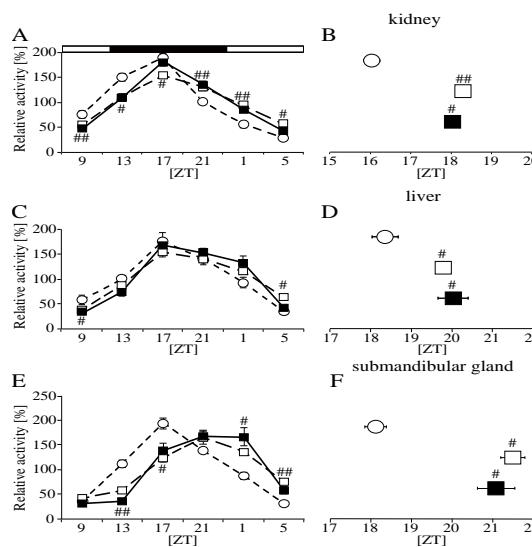 kidney
A
B
Relative activity [%]
200
150
100
50
0
##
#
#
##
##
#
9 13 17 21 1 5
[ZT]
##
#
15 16 17 18 19 20
[ZT]
liver
C
D
Relative activity [%]
200
150
100
50
0
#
#
9 13 17 21 1 5
[ZT]
#
#
17 18 19 20 21 2
[ZT]
submandibular gland
E
F
Relative activity [%]
250
200
150
100
50
0
##
#
#
##
9 13 17 21 1 5
[ZT]
#
#
17 18 19 20 21 2
[ZT]